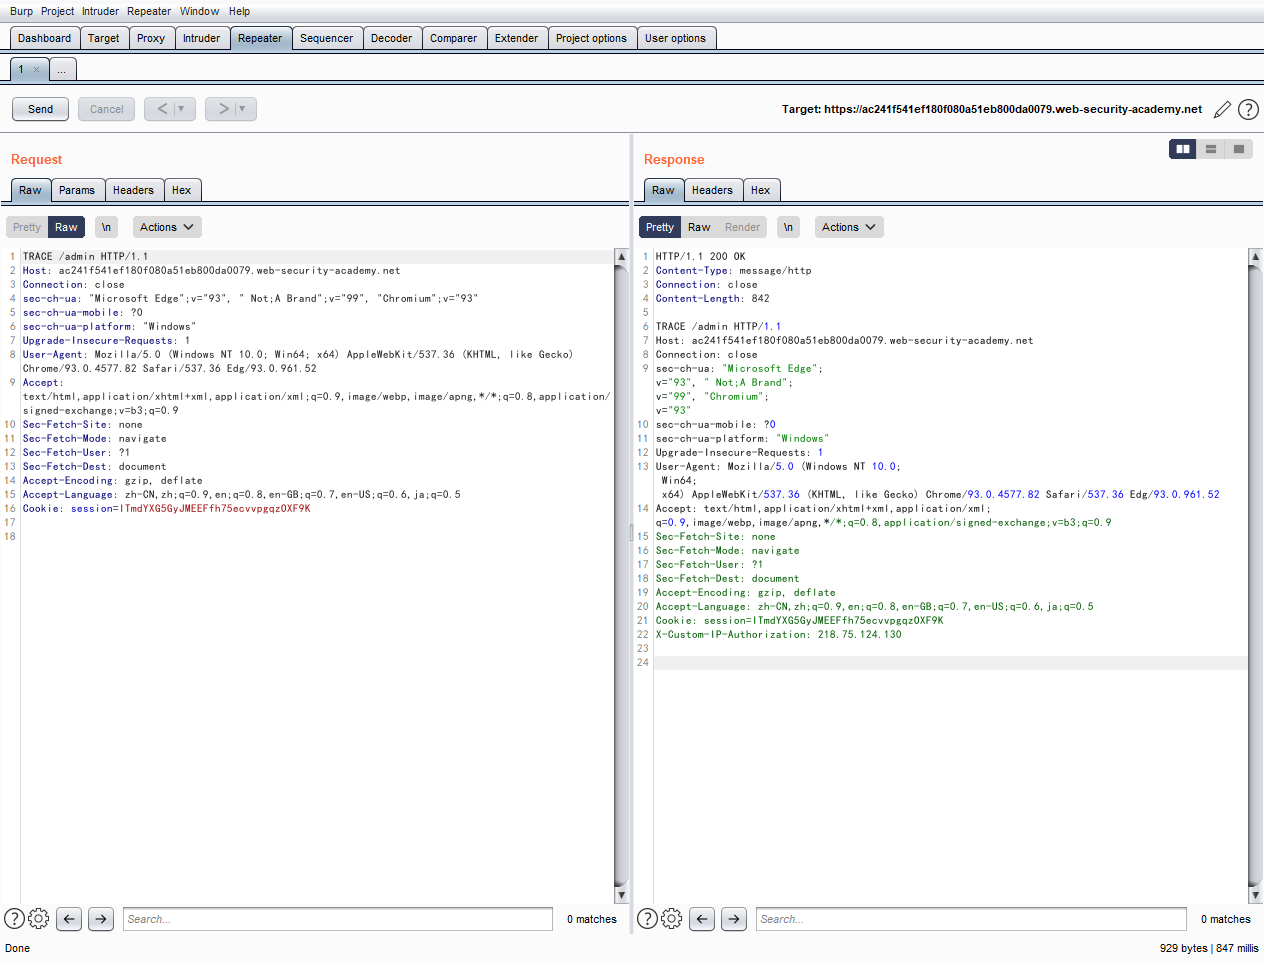 Burp Project Intruder Repeater Window Help
Dashboard Target Proxy Intruder Repeater Sequencer Decoder Comparer Extender Project options User options
1 × ...
Send Cancel < > Target: https://ac241f541ef180f080a51eb800da0079.web-security-academy.net ?
Request
Raw Params Headers Hex
Pretty Raw \n Actions
1 TRACE /admin HTTP/1.1
2 Host: ac241f541ef180f080a51eb800da0079.web-security-academy.net
3 Connection: close
4 sec-ch-ua: "Microsoft Edge";v="93", " Not;A Brand";v="99", "Chromium";v="93"
5 sec-ch-ua-mobile: ?0
6 sec-ch-ua-platform: "Windows"
7 Upgrade-Insecure-Requests: 1
8 User-Agent: Mozilla/5.0 (Windows NT 10.0; Win64; x64) AppleWebKit/537.36 (KHTML, like Gecko)
Chrome/93.0.4577.82 Safari/537.36 Edg/93.0.961.52
9 Accept:
text/html,application/xhtml+xml,application/xml;q=0.9,image/webp,image/apng,*/*;q=0.8,application/
signed-exchange;v=b3;q=0.9
10 Sec-Fetch-Site: none
11 Sec-Fetch-Mode: navigate
12 Sec-Fetch-User: ?1
13 Sec-Fetch-Dest: document
14 Accept-Encoding: gzip, deflate
15 Accept-Language: zh-CN,zh;q=0.9,en;q=0.8,en-GB;q=0.7,en-US;q=0.6,ja;q=0.5
16 Cookie: session=lTmdYXG5GyJMEEFfh75ecvvpgqzOXF9K
17
18
? Search... 0 matches
Done
Response
Raw Headers Hex
Pretty Raw Render \n Actions
1 HTTP/1.1 200 OK
2 Content-Type: message/http
3 Connection: close
4 Content-Length: 842
5
6 TRACE /admin HTTP/1.1
7 Host: ac241f541ef180f080a51eb800da0079.web-security-academy.net
8 Connection: close
9 sec-ch-ua: "Microsoft Edge";
v="93", " Not;A Brand";
v="99", "Chromium";
v="93"
10 sec-ch-ua-mobile: ?0
11 sec-ch-ua-platform: "Windows"
12 Upgrade-Insecure-Requests: 1
13 User-Agent: Mozilla/5.0 (Windows NT 10.0;
Win64;
x64) AppleWebKit/537.36 (KHTML, like Gecko) Chrome/93.0.4577.82 Safari/537.36 Edg/93.0.961.52
14 Accept: text/html,application/xhtml+xml,application/xml;
q=0.9,image/webp,image/apng,*/*;q=0.8,application/signed-exchange;v=b3;q=0.9
15 Sec-Fetch-Site: none
16 Sec-Fetch-Mode: navigate
17 Sec-Fetch-User: ?1
18 Sec-Fetch-Dest: document
19 Accept-Encoding: gzip, deflate
20 Accept-Language: zh-CN,zh;q=0.9,en;q=0.8,en-GB;q=0.7,en-US;q=0.6,ja;q=0.5
21 Cookie: session=lTmdYXG5GyJMEEFfh75ecvvpgqzOXF9K
22 X-Custom-IP-Authorization: 218.75.124.130
23
24
? Search... 0 matches
929 bytes | 847 millis